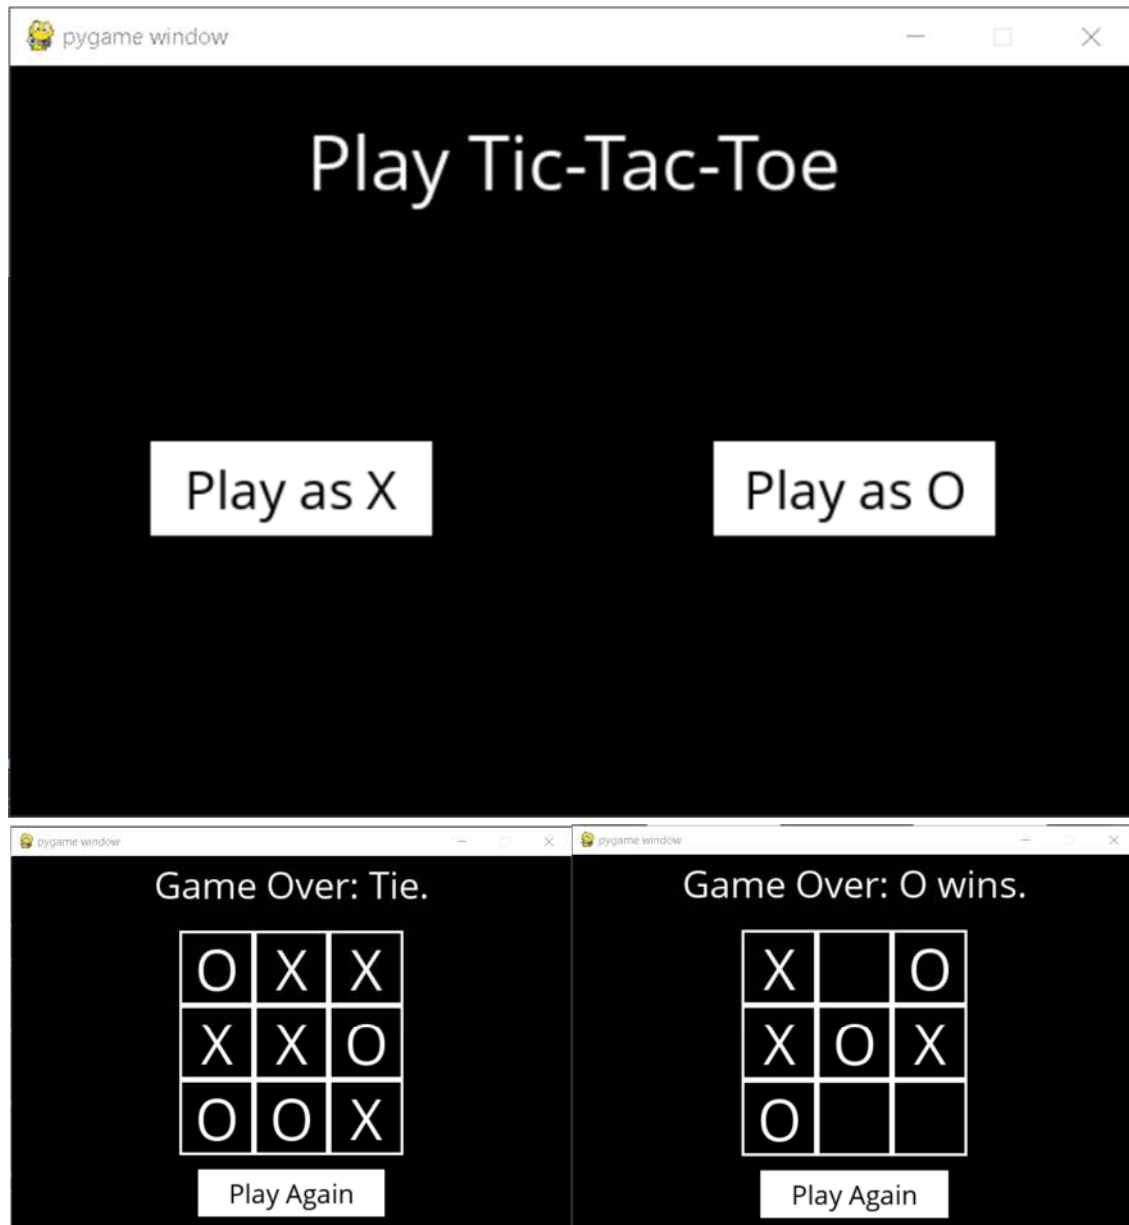 pygame window
Play Tic-Tac-Toe
Play as X
Play as O
pygame window
Game Over: Tie.
O X X
X X O
O O X
Play Again
pygame window
Game Over: O wins.
X O
X O X
O
Play Again